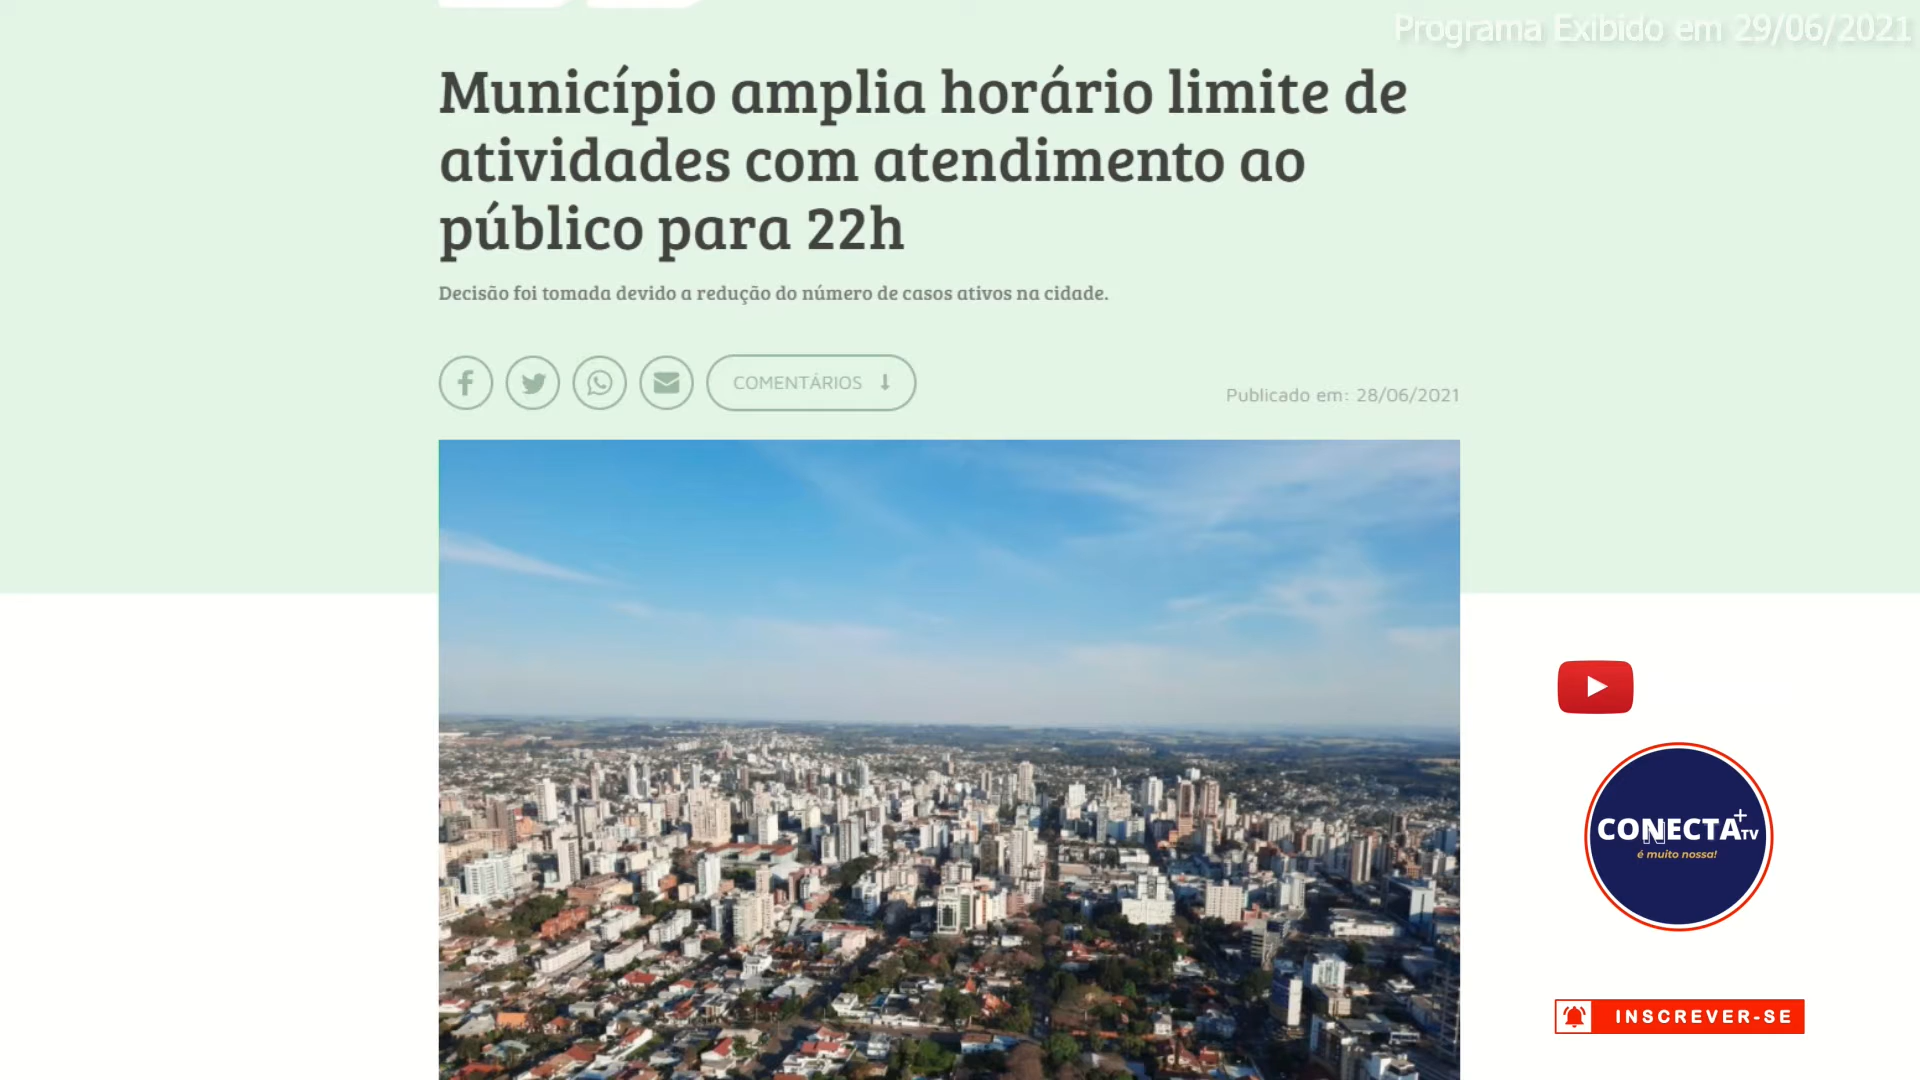 Programa Exibido em 29/06/2021
Município amplia horário limite de
atividades com atendimento ao
público para 22h
Decisão foi tomada devido a redução do número de casos ativos na cidade.
COMENTÁRIOS
Publicado em: 28/06/2021
CONECTA+TV
é muito nossa!
INSCREVER-SE